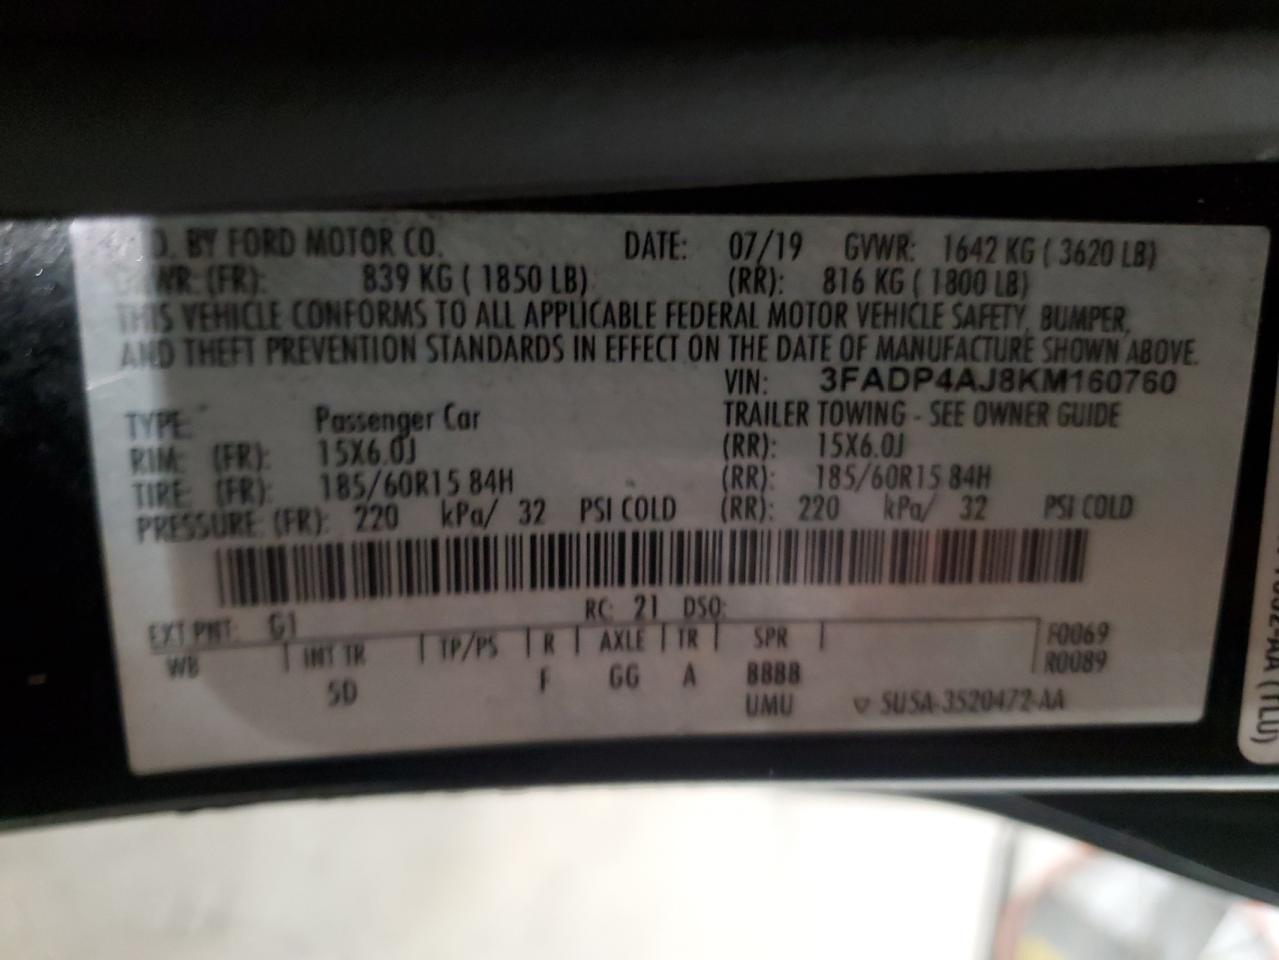 D. BY FORD MOTOR CO. DATE: 07/19 GVWR: 1642 KG ( 3620 LB)
WR: (FR): 839 KG ( 1850 LB) (RR): 816 KG ( 1800 LB)
THIS VEHICLE CONFORMS TO ALL APPLICABLE FEDERAL MOTOR VEHICLE SAFETY, BUMPER,
AND THEFT PREVENTION STANDARDS IN EFFECT ON THE DATE OF MANUFACTURE SHOWN ABOVE.
VIN: 3FADP4AJ8KM160760
TYPE: Passenger Car TRAILER TOWING - SEE OWNER GUIDE
RIM: (FR): 15X6.0J (RR): 15X6.0J
TIRE: (FR): 185/60R15 84H (RR): 185/60R15 84H
PRESSURE: (FR): 220 kPa/ 32 PSI COLD (RR): 220 kPa/ 32 PSI COLD
EXT PNT: G1 RC: 21 DSO:
WB INT TR TP/PS R AXLE TR SPR F0069
5D F GG A 8888 R0089
UMU ▽ SU5A-3520472-AA